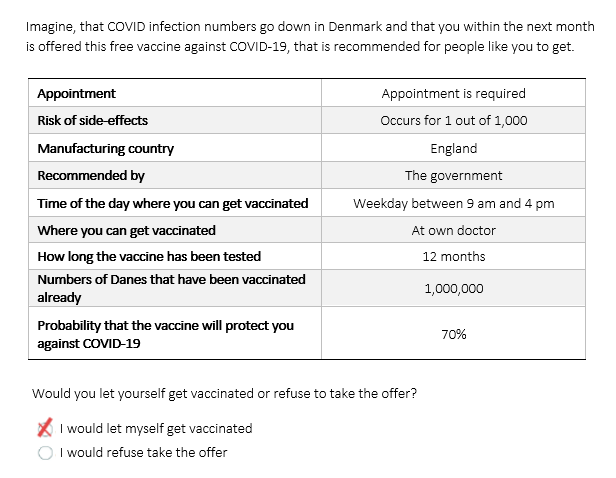 Imagine, that COVID infection numbers go down in Denmark and that you within the next month
is offered this free vaccine against COVID-19, that is recommended for people like you to get.
Appointment Appointment is required
Risk of side-effects Occurs for 1 out of 1,000
Manufacturing country England
Recommended by The government
Time of the day where you can get vaccinated Weekday between 9 am and 4 pm
Where you can get vaccinated At own doctor
How long the vaccine has been tested 12 months
Numbers of Danes that have been vaccinated
already 1,000,000
Probability that the vaccine will protect you
against COVID-19 70%
Would you let yourself get vaccinated or refuse to take the offer?
I would let myself get vaccinated
I would refuse take the offer